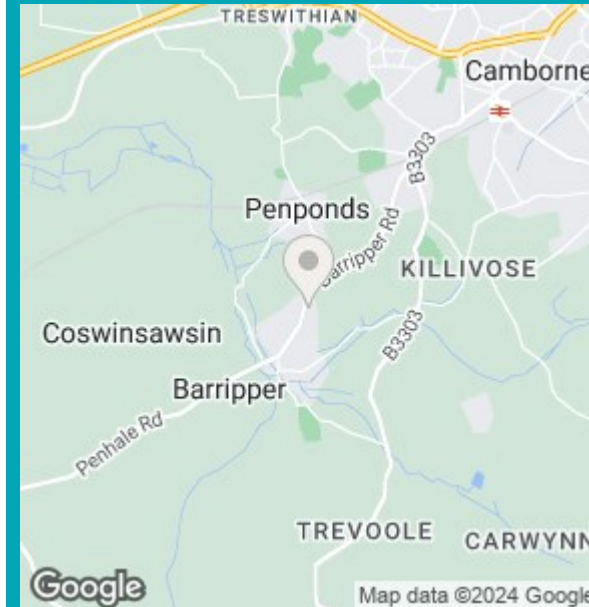 TRESWITHIAN
Camborne
B3303
Penponds
Barripper Rd
KILLIVOSE
Coswinsawsin
B3303
Barripper
Penhale Rd
TREVOOLE
CARWYNN
Google
Map data ©2024 Google